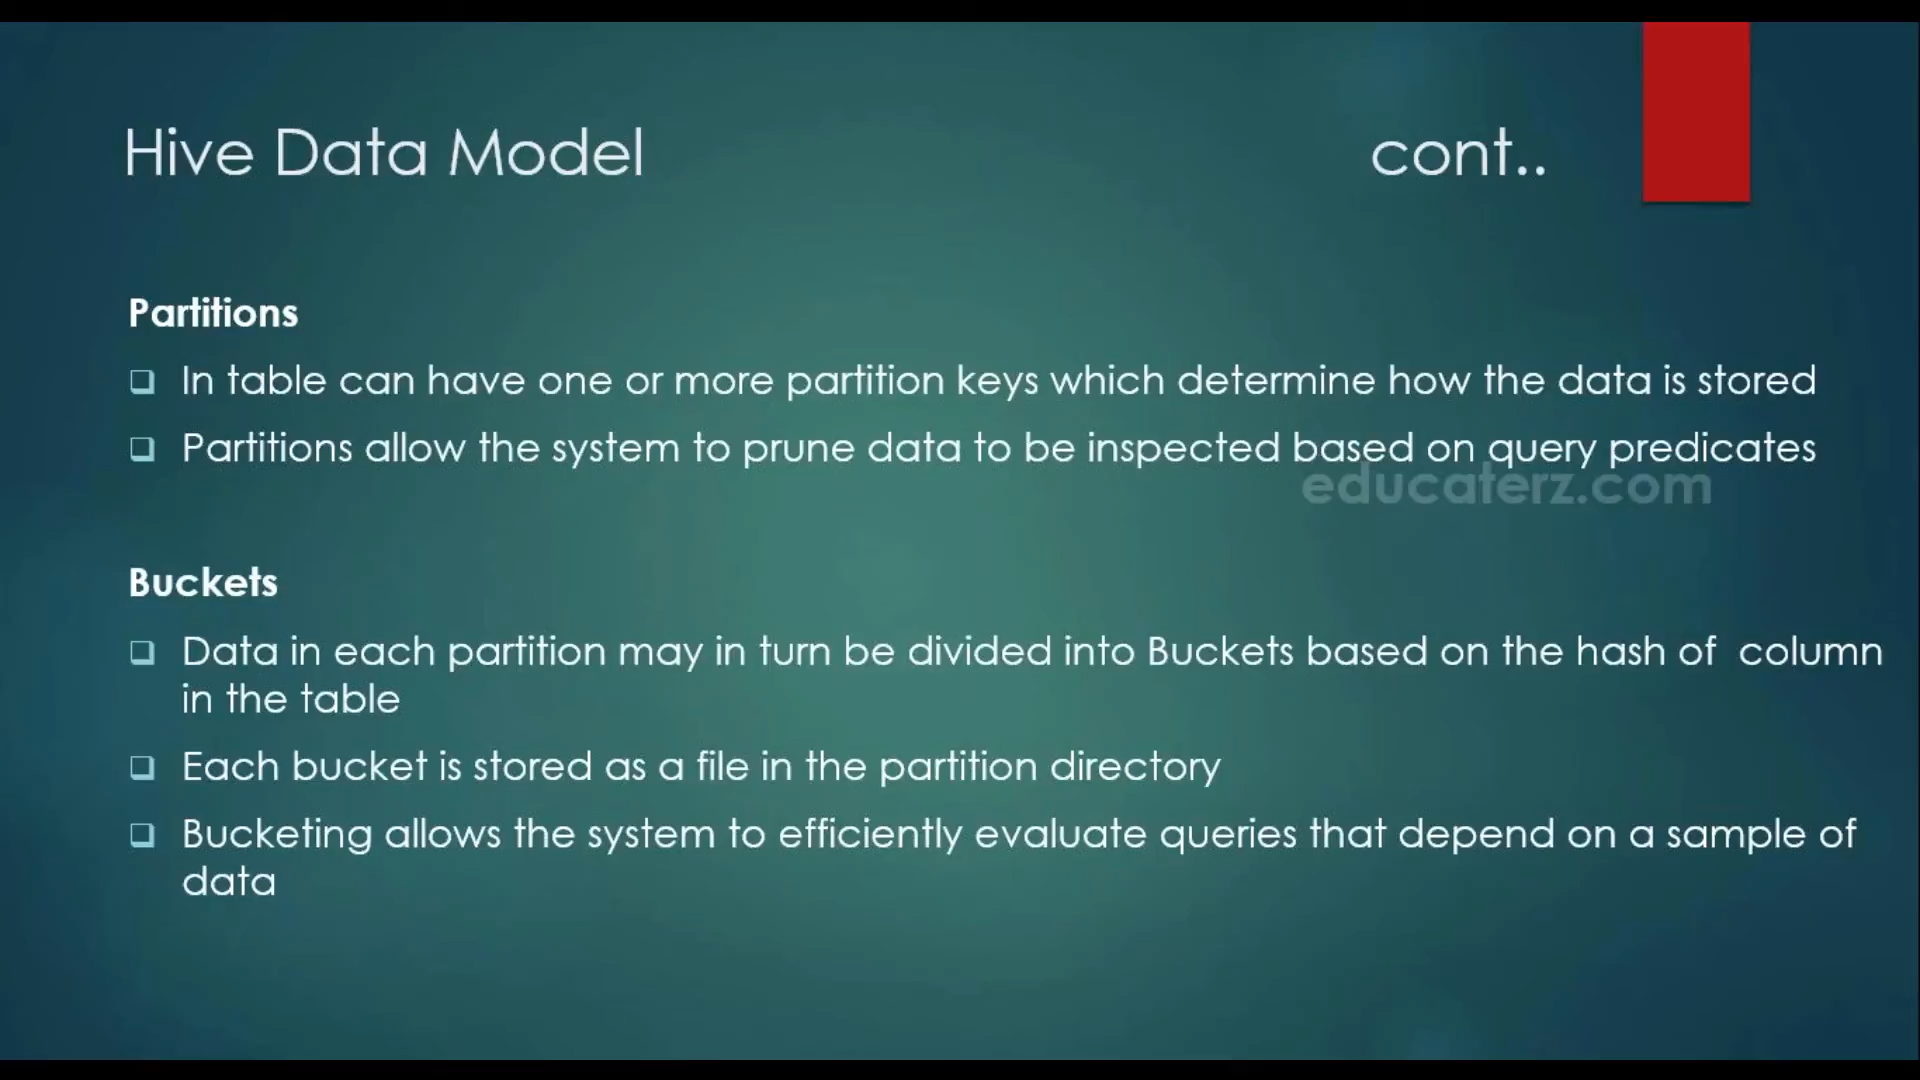 Hive Data Model cont..
Partitions
In table can have one or more partition keys which determine how the data is stored
Partitions allow the system to prune data to be inspected based on query predicates
educaterz.com
Buckets
Data in each partition may in turn be divided into Buckets based on the hash of column
in the table
Each bucket is stored as a file in the partition directory
Bucketing allows the system to efficiently evaluate queries that depend on a sample of
data